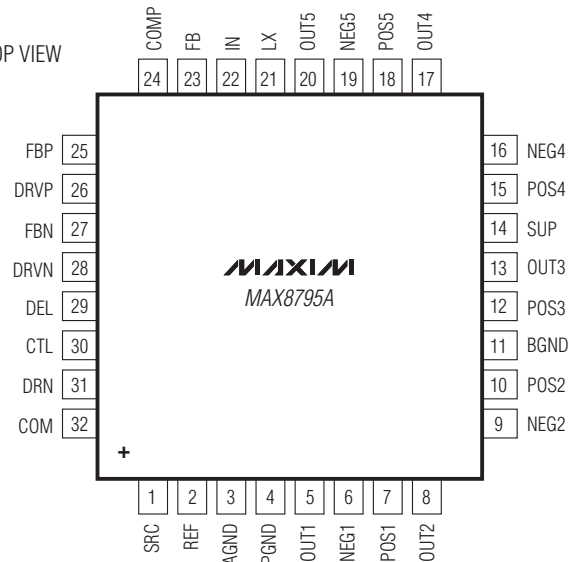 OP VIEW
COMP
FB
IN
LX
OUT5
NEG5
POS5
OUT4
24 23 22 21 20 19 18 17
FBP 25
DRVP 26
FBN 27
DRVN 28
DEL 29
CTL 30
DRN 31
COM 32
MAXIM
MAX8795A
16 NEG4
15 POS4
14 SUP
13 OUT3
12 POS3
11 BGND
10 POS2
9 NEG2
+
1 2 3 4 5 6 7 8
SRC
REF
AGND
PGND
OUT1
NEG1
POS1
OUT2